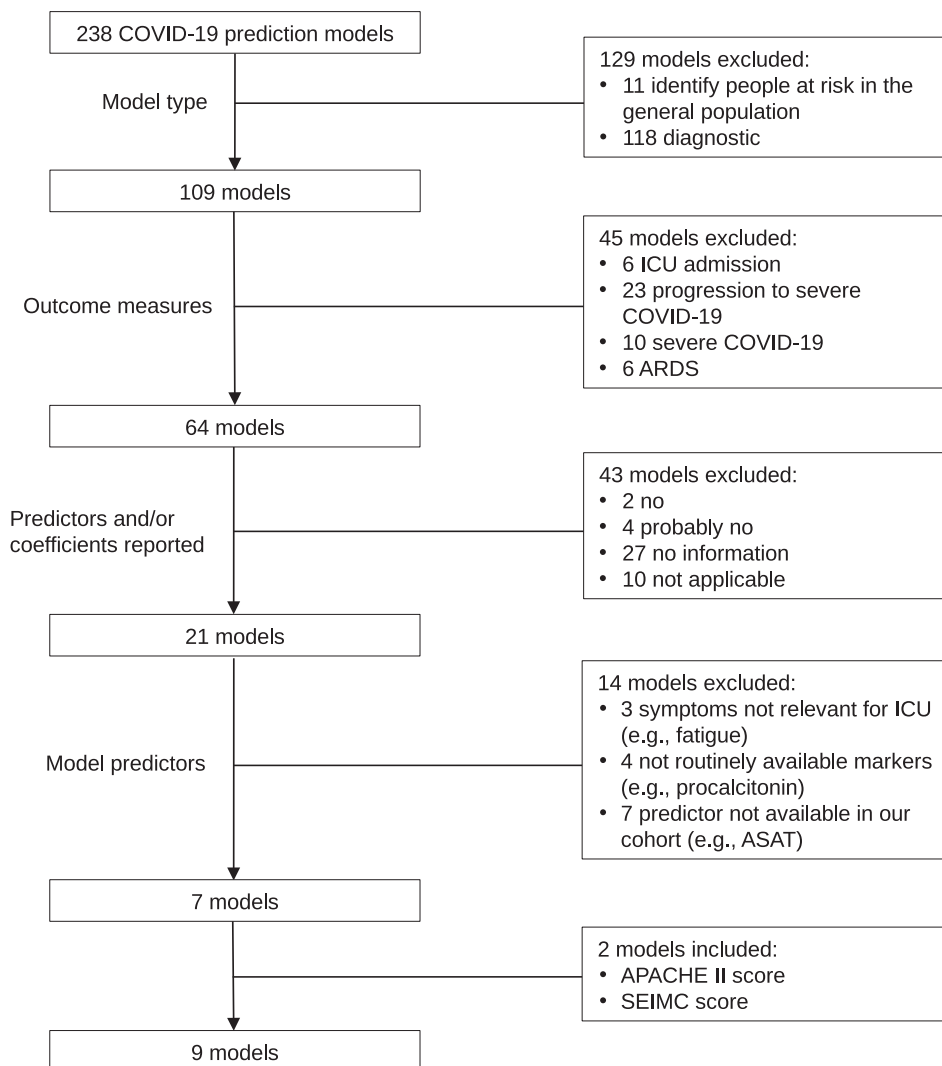 238 COVID-19 prediction models
129 models excluded:
• 11 identify people at risk in the
general population
• 118 diagnostic
Model type
109 models
45 models excluded:
• 6 ICU admission
• 23 progression to severe
COVID-19
• 10 severe COVID-19
• 6 ARDS
Outcome measures
64 models
43 models excluded:
• 2 no
• 4 probably no
• 27 no information
• 10 not applicable
Predictors and/or
coefficients reported
21 models
14 models excluded:
• 3 symptoms not relevant for ICU
(e.g., fatigue)
• 4 not routinely available markers
(e.g., procalcitonin)
• 7 predictor not available in our
cohort (e.g., ASAT)
Model predictors
7 models
2 models included:
• APACHE II score
• SEIMC score
9 models